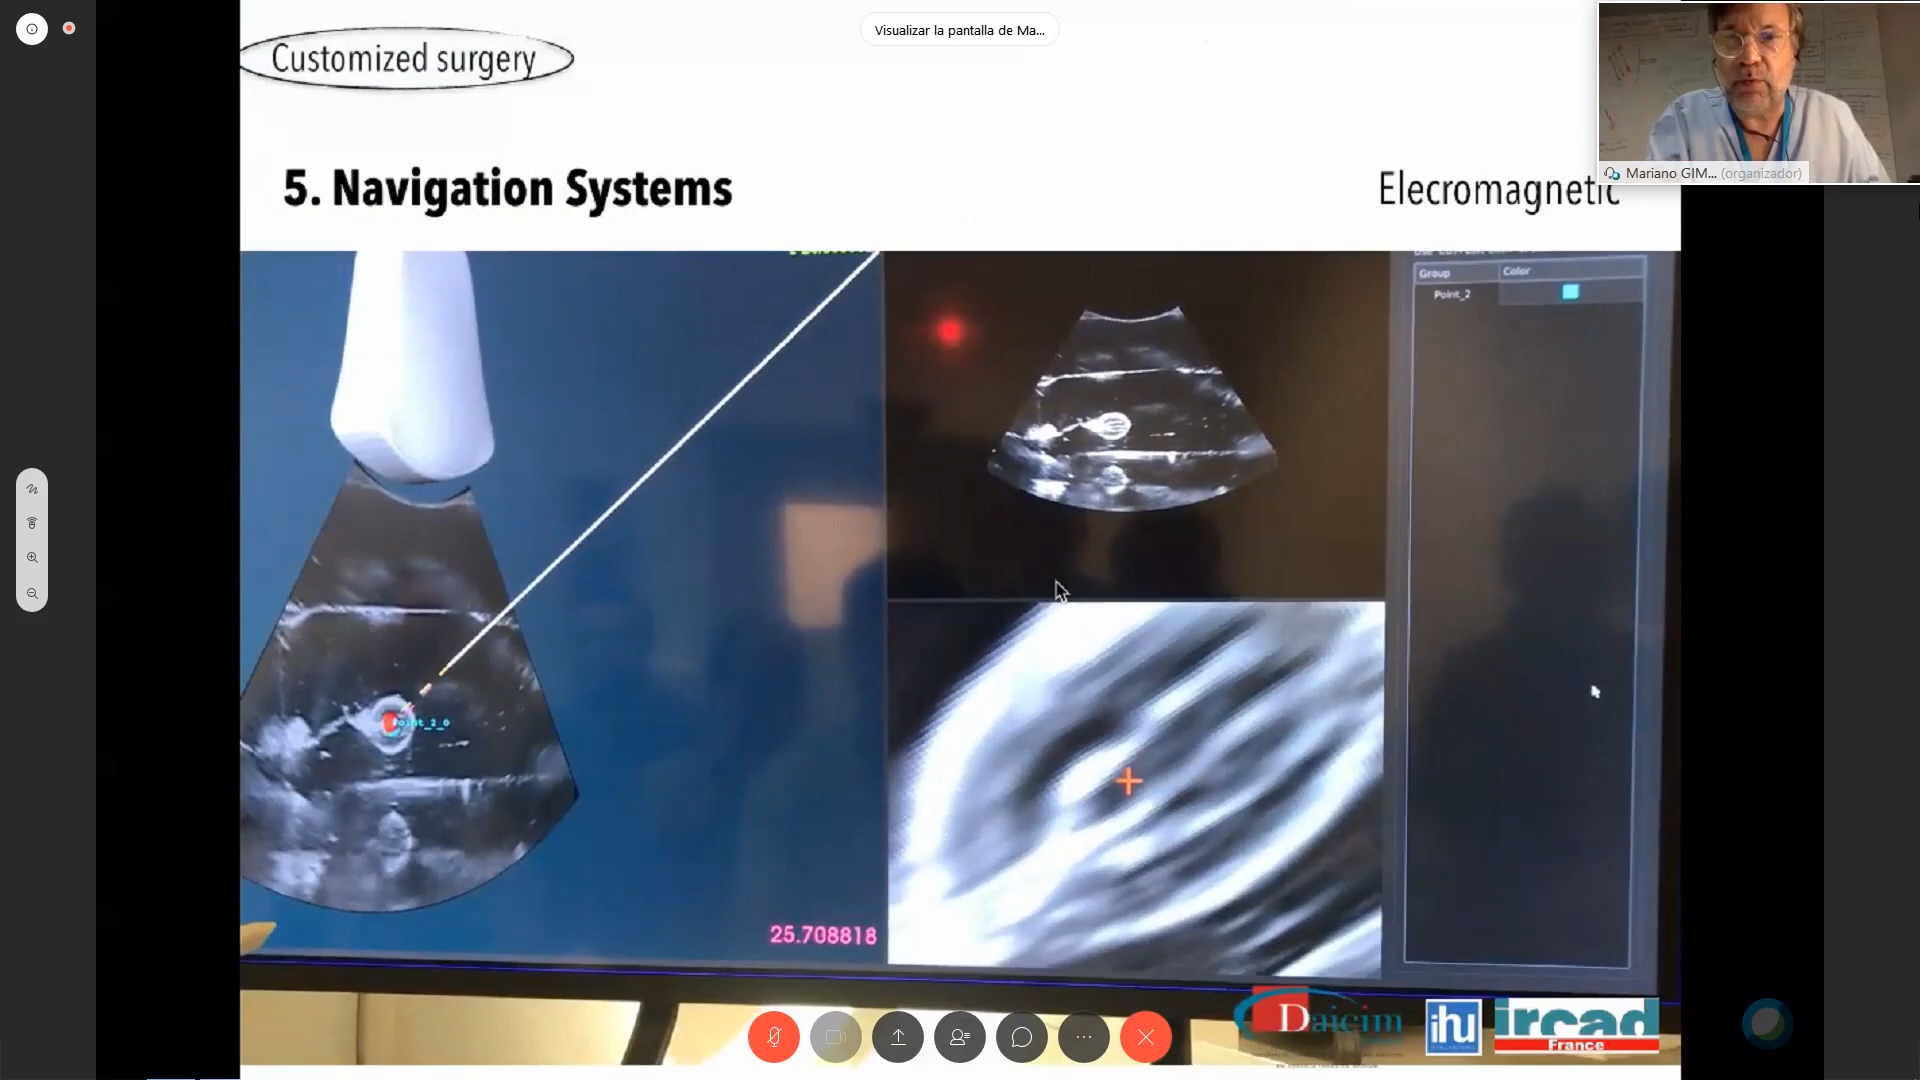 Visualizar la pantalla de Ma...
Customized surgery
5. Navigation Systems
Elecromagnetic
Mariano GIM... (organizador)
Group
Color
Point_2
Point_2_0
25.708818
Daicim
ihu
ircad
France